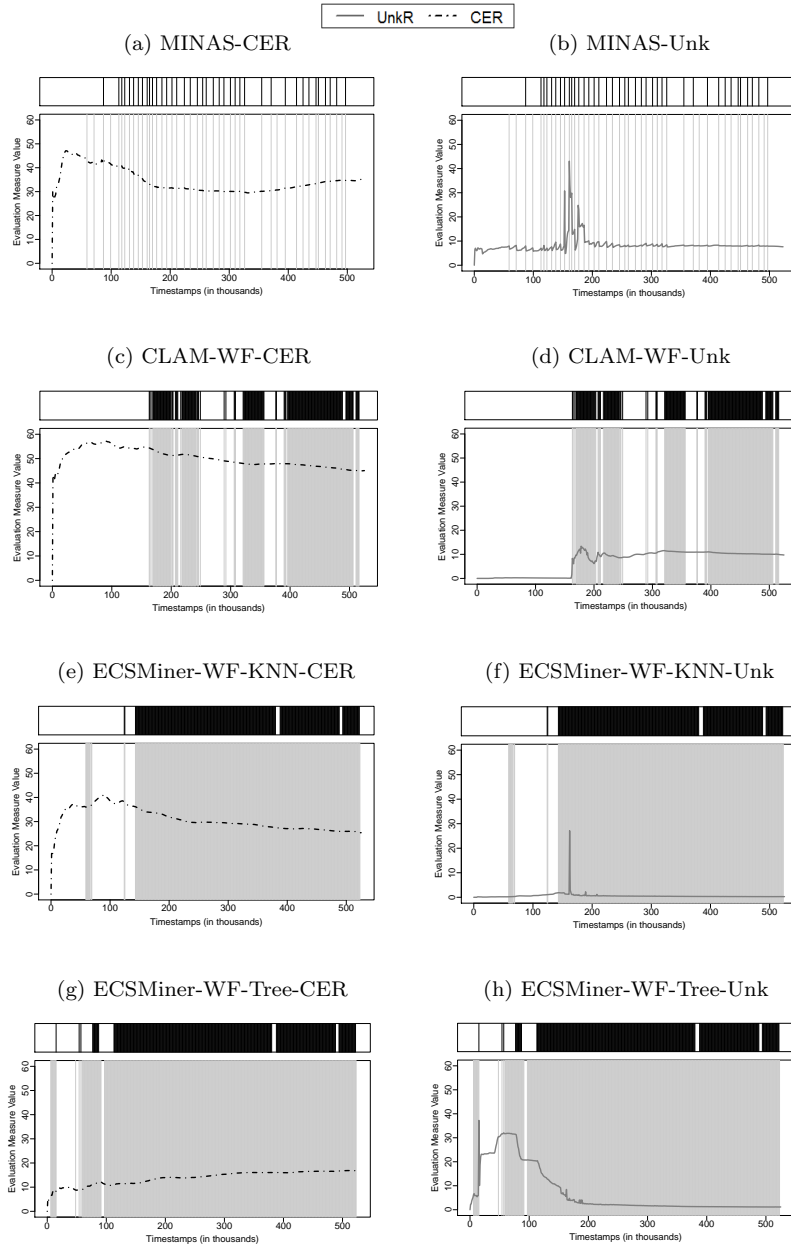 UnkR CER
(a) MINAS-CER
(b) MINAS-Unk
Evaluation Measure Value
0 10 20 30 40 50 60
0 100 200 300 400 500
Timestamps (in thousands)
Evaluation Measure Value
0 10 20 30 40 50 60
0 100 200 300 400 500
Timestamps (in thousands)
(c) CLAM-WF-CER
(d) CLAM-WF-Unk
Evaluation Measure Value
0 10 20 30 40 50 60
0 100 200 300 400 500
Timestamps (in thousands)
Evaluation Measure Value
0 10 20 30 40 50 60
0 100 200 300 400 500
Timestamps (in thousands)
(e) ECSMiner-WF-KNN-CER
(f) ECSMiner-WF-KNN-Unk
Evaluation Measure Value
0 10 20 30 40 50 60
0 100 200 300 400 500
Timestamps (in thousands)
Evaluation Measure Value
0 10 20 30 40 50 60
0 100 200 300 400 500
Timestamps (in thousands)
(g) ECSMiner-WF-Tree-CER
(h) ECSMiner-WF-Tree-Unk
Evaluation Measure Value
0 10 20 30 40 50 60
0 100 200 300 400 500
Timestamps (in thousands)
Evaluation Measure Value
0 10 20 30 40 50 60
0 100 200 300 400 500
Timestamps (in thousands)